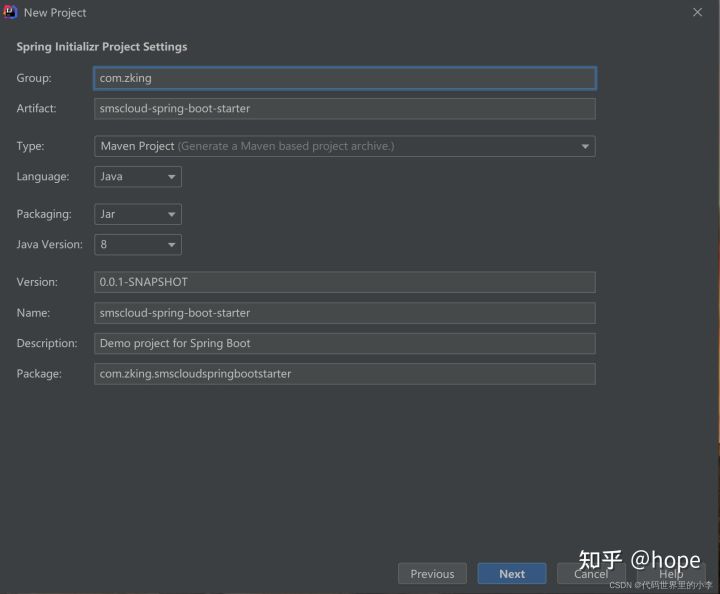 New Project
Spring Initializr Project Settings
Group: com.zking
Artifact: smscloud-spring-boot-starter
Type: Maven Project (Generate a Maven based project archive.)
Language: Java
Packaging: Jar
Java Version: 8
Version: 0.0.1-SNAPSHOT
Name: smscloud-spring-boot-starter
Description: Demo project for Spring Boot
Package: com.zking.smscloudspringbootstarter
知乎 @hope
Previous Next Cancel Help
CSDN @代码世界里的小李